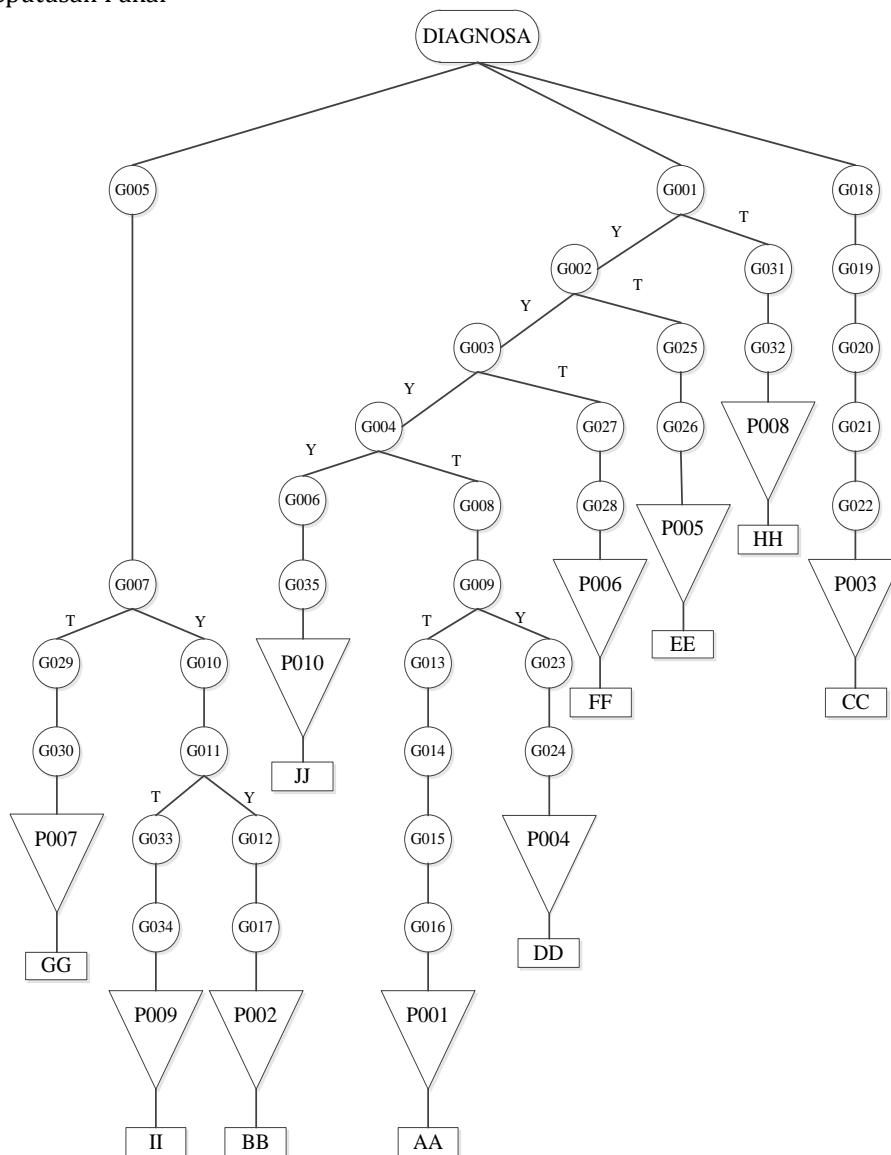 DIAGNOSA
G005 G001 G018
Y T
G002 G031 G019
Y T
G003 G025 G032 G020
Y T
G004 G027 G026 G021 P008
Y T
G006 G008 G028 G022
P005 HH
G007 G035 G009 P006 P003
T Y T Y
EE
G029 G010 P010 G013 G023
FF CC
G030 G011 G014 G024
JJ
T Y
P007 G033 G012 G015 P004
G034 G017 G016
DD
GG
P009 P002 P001
II BB AA